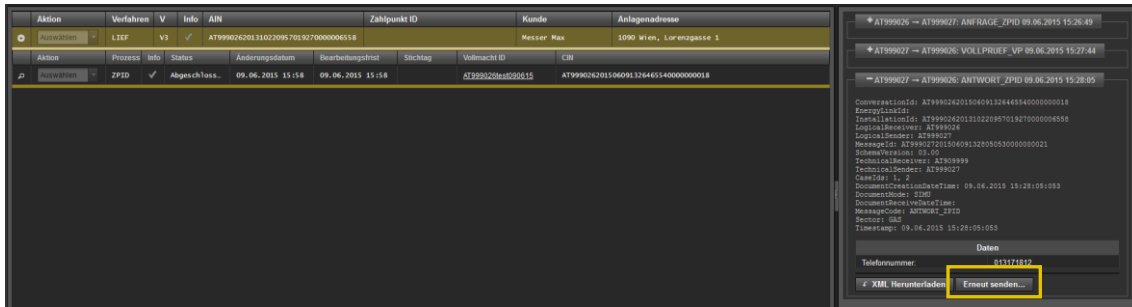 Aktion Verfahren V Info AIN Zählpunkt ID Kunde Anlagenadresse
Auswählen LIEF V3 ✓ AT9990262013102209570192700000006558 Messer Max 1090 Wien, Lorenzgasse 1
Aktion Prozess Info Status Änderungsdatum Bearbeitungsfrist Stichtag Vollmacht ID CIN
Auswählen ZPID ✓ Abgeschloss… 09.06.2015 15:58 09.06.2015 15:58 AT999026test090615 AT999026201506091326465540000000018
+ AT999026 → AT999027: ANFRAGE_ZPID 09.06.2015 15:26:49
+ AT999027 → AT999026: VOLLPRUEF_VP 09.06.2015 15:27:44
− AT999027 → AT999026: ANTWORT_ZPID 09.06.2015 15:28:05
ConversationId: AT999026201506091326465540000000018
EnergyLinkId:
InstallationId: AT9990262013102209570192700000006558
LogicalReceiver: AT999026
LogicalSender: AT999027
MessageId: AT999027201506091328050530000000021
SchemaVersion: 03.00
TechnicalReceiver: AT909999
TechnicalSender: AT999027
CaseIds: 1, 2
DocumentCreationDateTime: 09.06.2015 15:28:05:053
DocumentMode: SIMU
DocumentReceiveDateTime:
MessageCode: ANTWORT_ZPID
Sector: GAS
Timestamp: 09.06.2015 15:28:05:053
Daten
Telefonnummer: 013171812
XML Herunterladen Erneut senden...